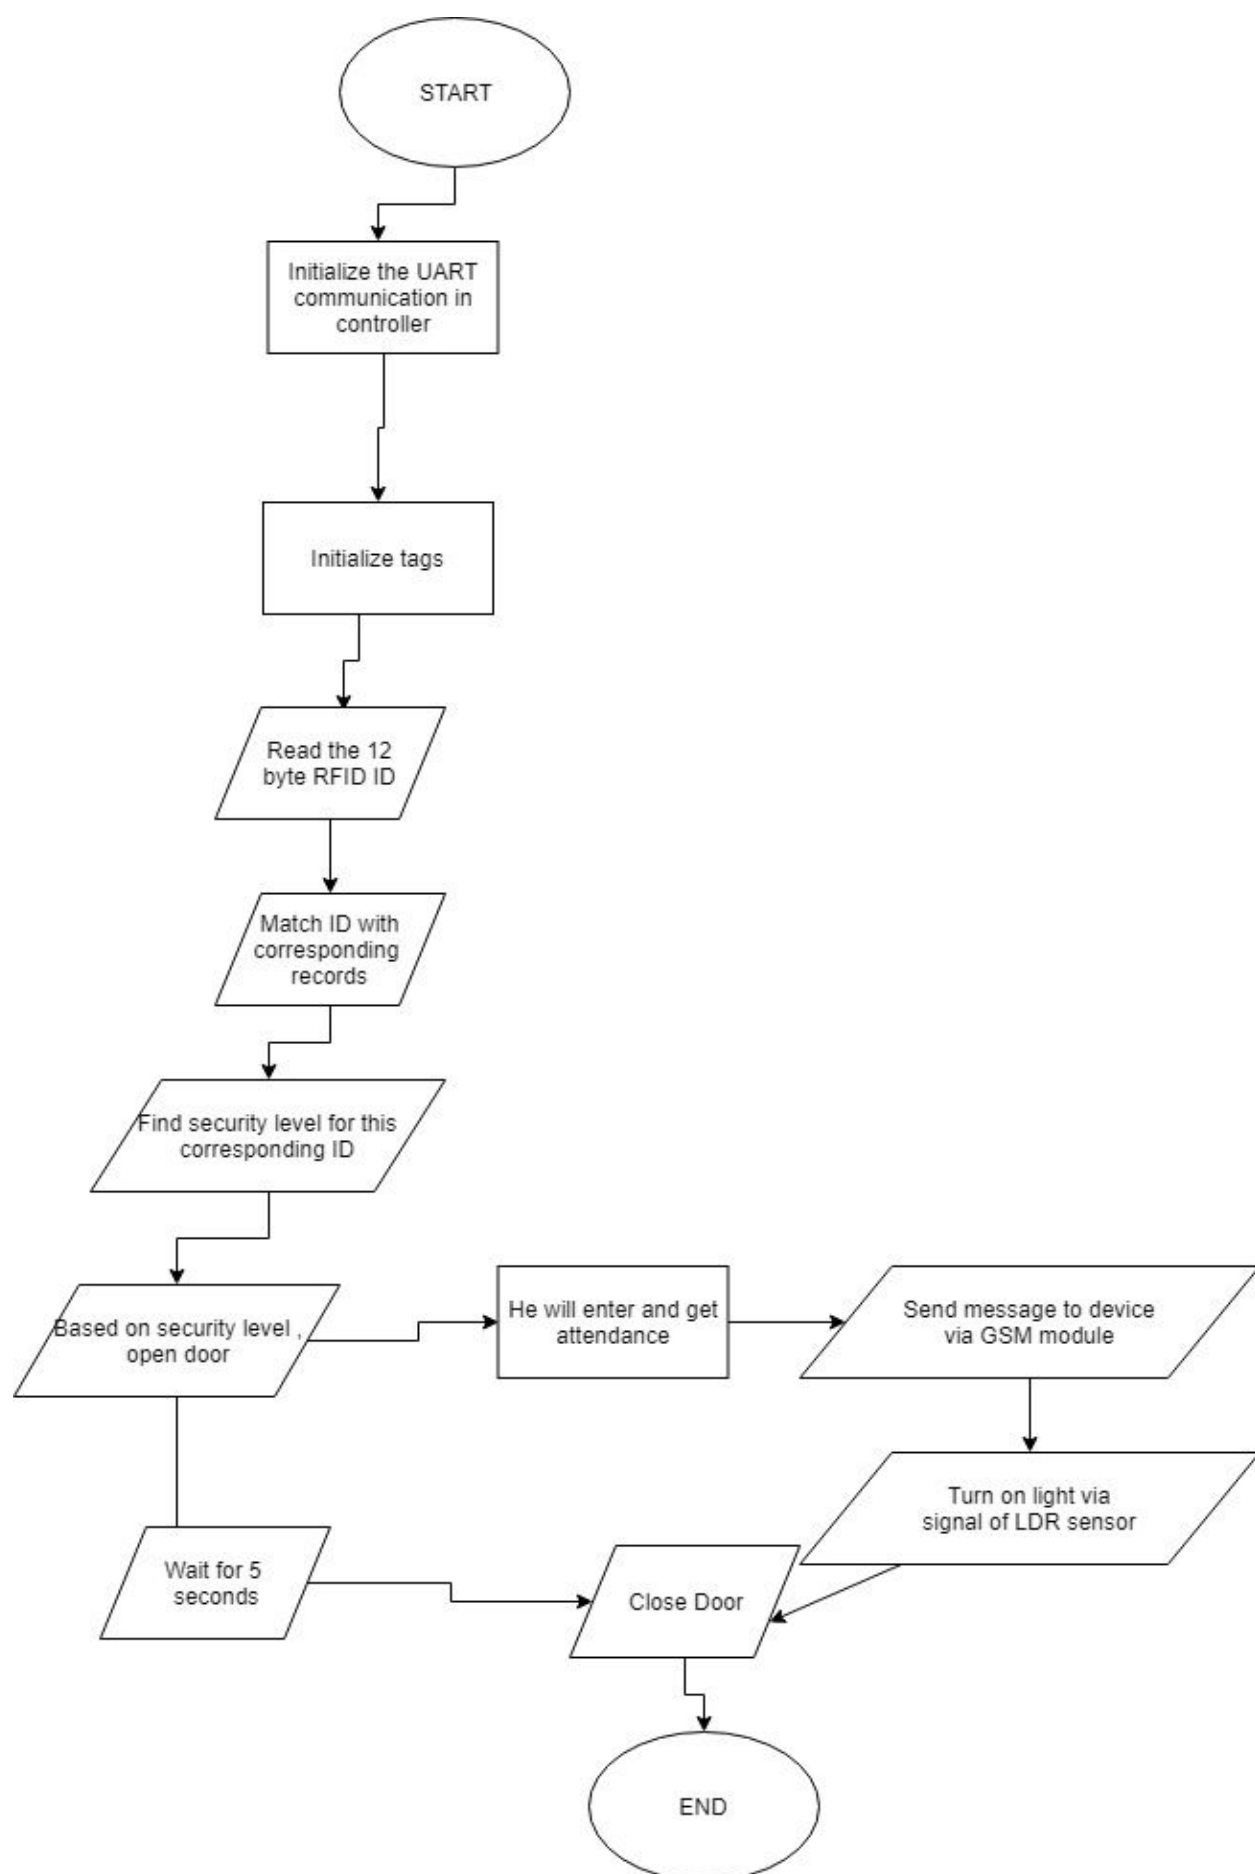 START
Initialize the UART
communication in
controller
Initialize tags
Read the 12
byte RFID ID
Match ID with
corresponding
records
Find security level for this
corresponding ID
Based on security level ,
open door
He will enter and get
attendance
Send message to device
via GSM module
Turn on light via
signal of LDR sensor
Wait for 5
seconds
Close Door
END